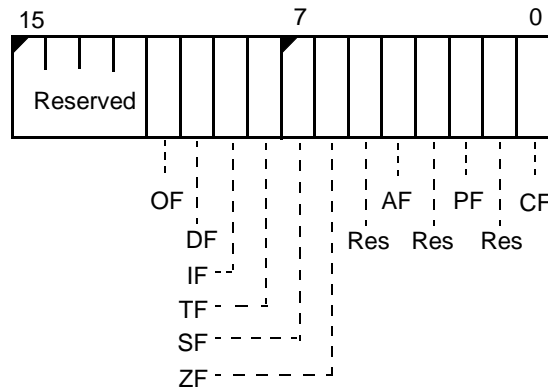 15 7 0
Reserved
OF AF PF CF
DF Res Res Res
IF
TF
SF
ZF